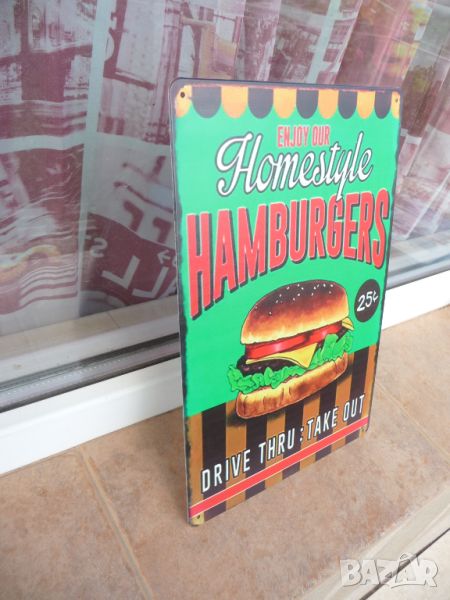 ENJOY OUR
Homestyle
HAMBURGERS
25¢
DRIVE THRU : TAKE OUT
BAZAR